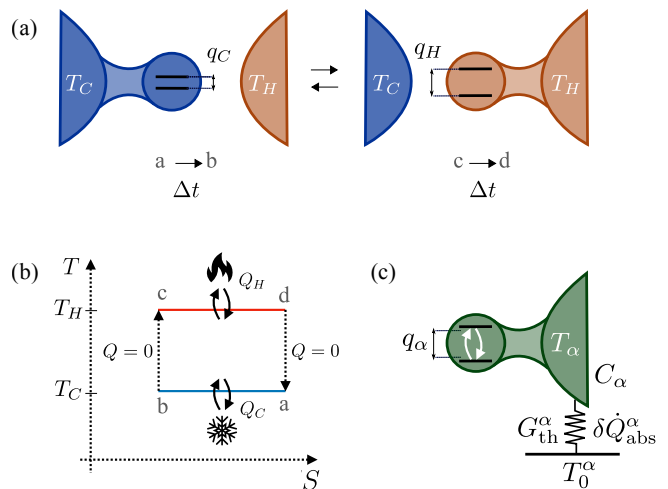 (a)
q_C
q_H
T_C
T_H
T_C
T_H
a → b
c → d
Δt
Δt
(b)
(c)
T
c
Q_H
d
T_H
Q = 0
Q = 0
q_α
T_α
T_C
b
Q_C
a
C_α
G_th^α
δQ̇_abs^α
T_0^α
S